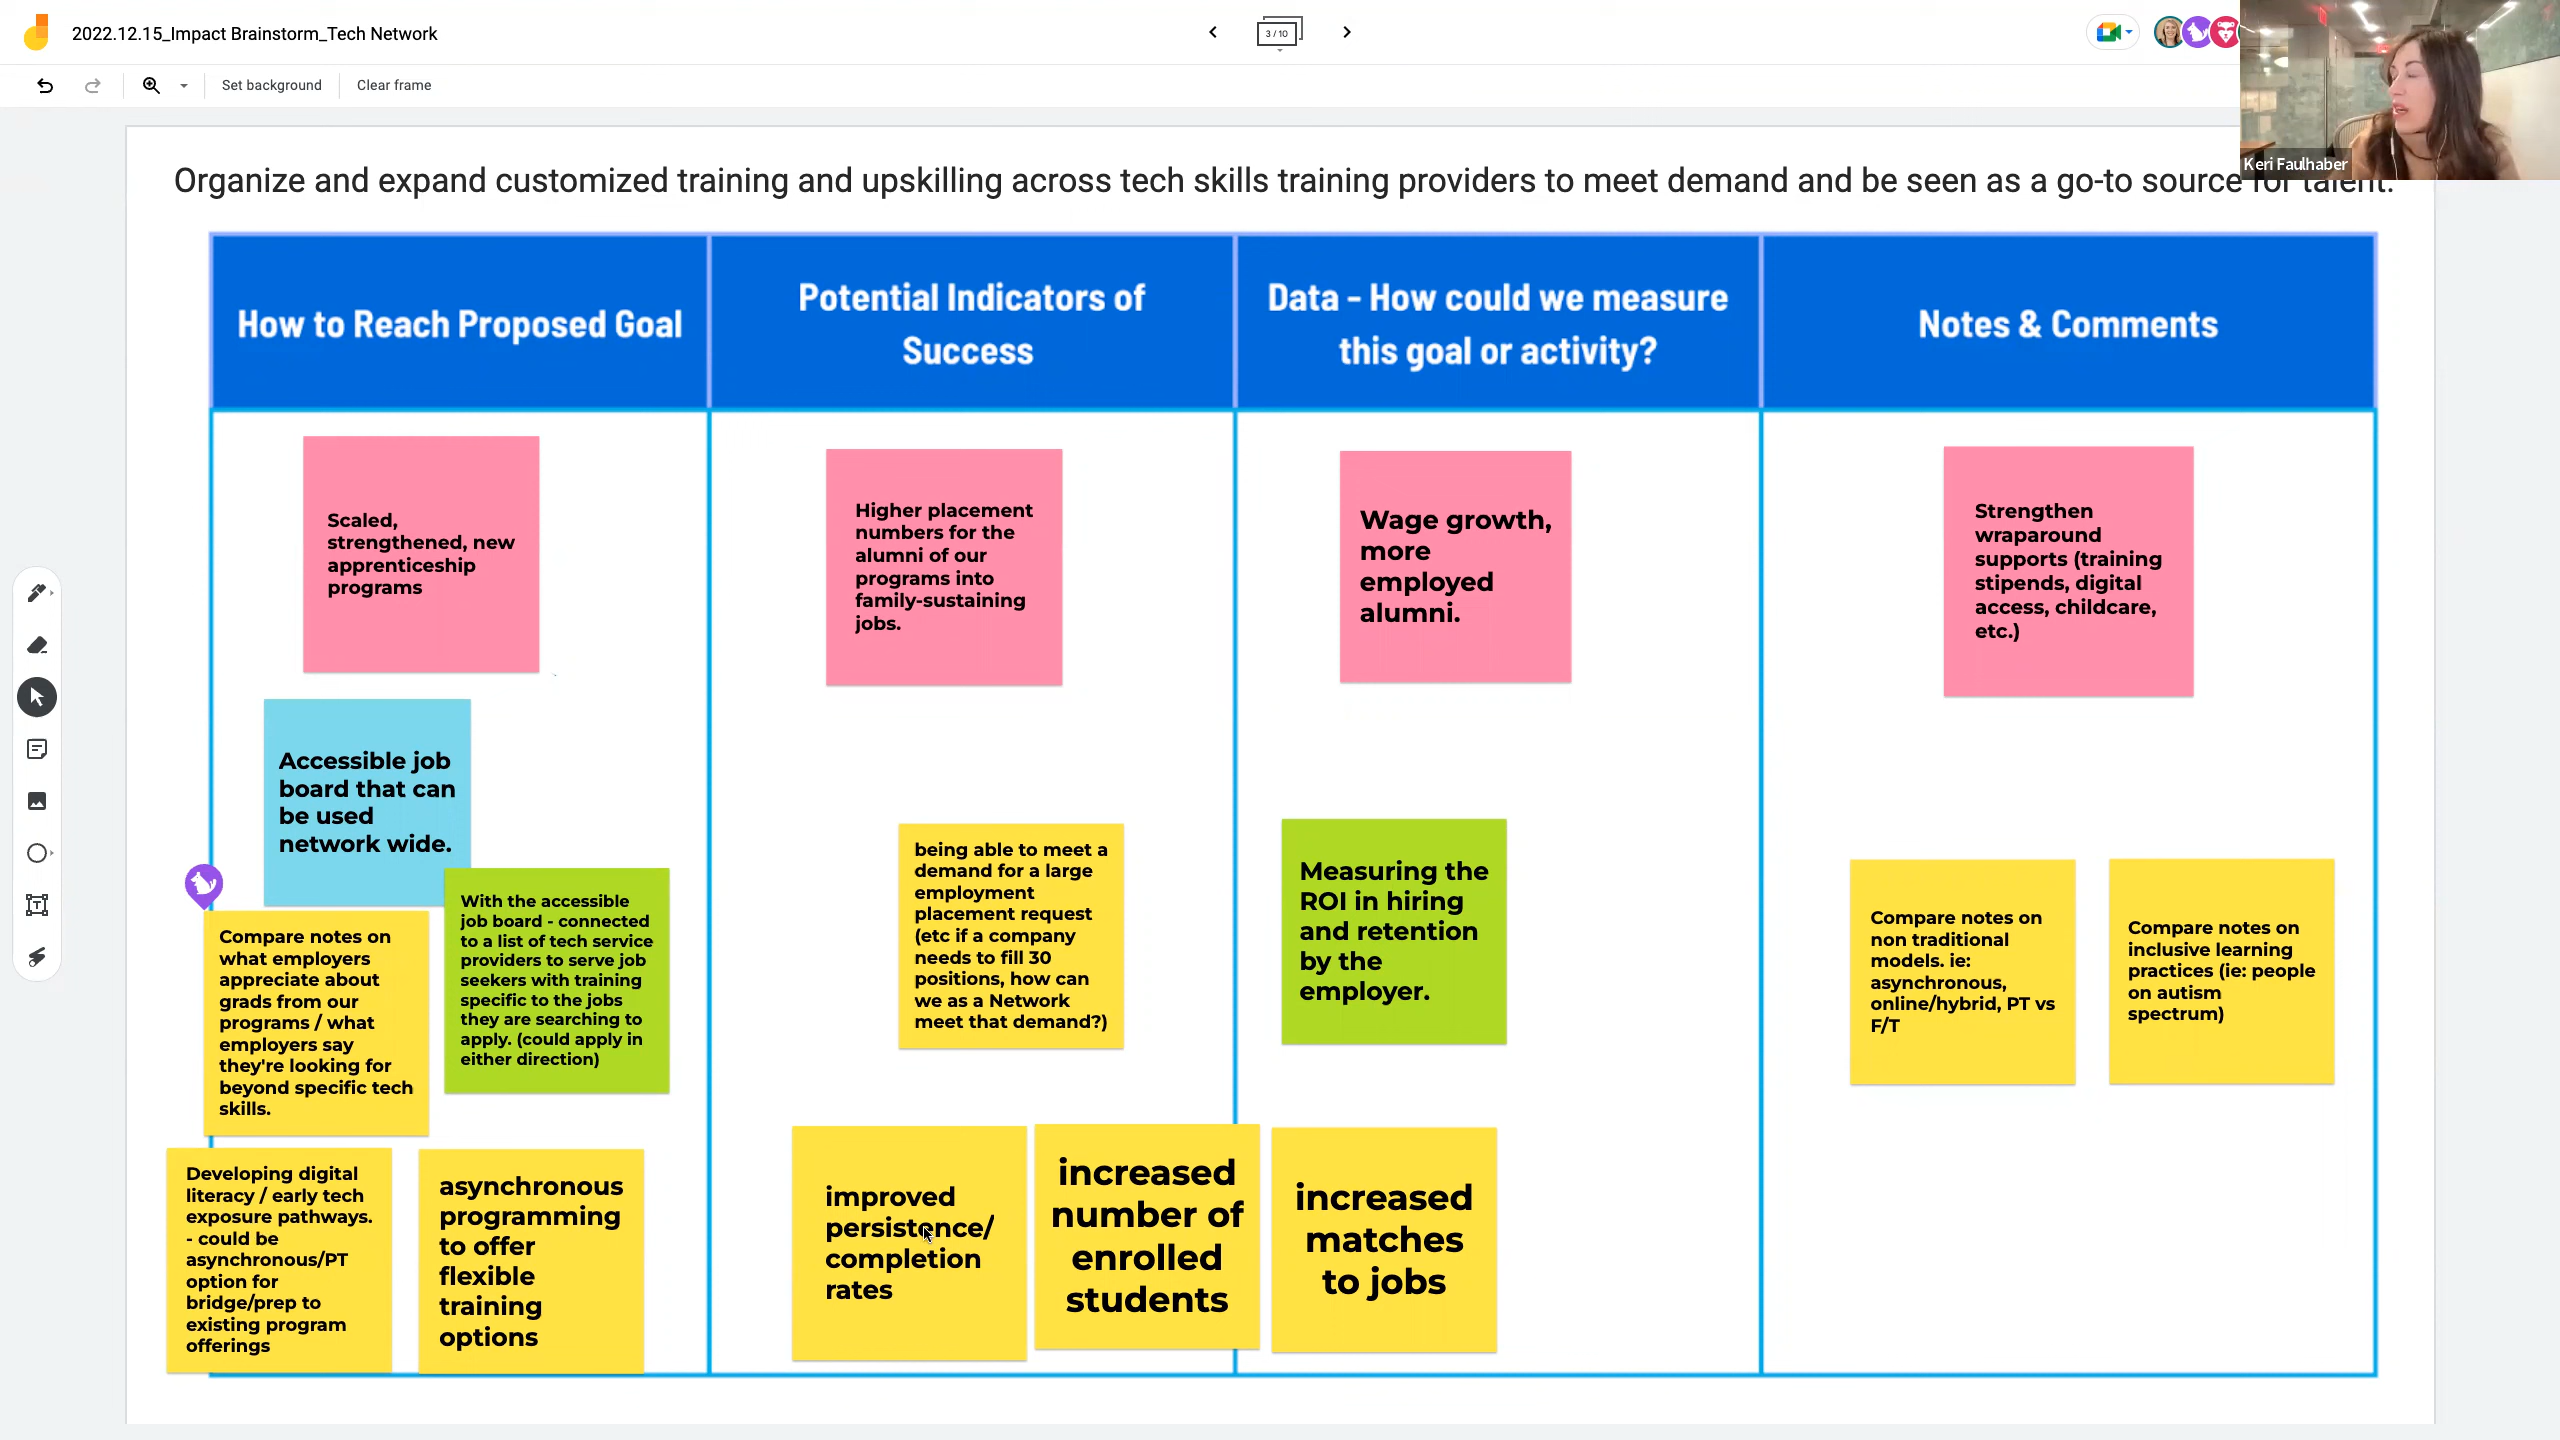 2022.12.15_Impact Brainstorm_Tech Network
3 / 10
Set background
Clear frame
Keri Faulhaber
Organize and expand customized training and upskilling across tech skills training providers to meet demand and be seen as a go-to source for talent.
How to Reach Proposed Goal
Potential Indicators of
Success
Data - How could we measure
this goal or activity?
Notes & Comments
Scaled,
strengthened, new
apprenticeship
programs
Accessible job
board that can
be used
network wide.
With the accessible
job board - connected
to a list of tech service
providers to serve job
seekers with training
specific to the jobs
they are searching to
apply. (could apply in
either direction)
Compare notes on
what employers
appreciate about
grads from our
programs / what
employers say
they're looking for
beyond specific tech
skills.
Developing digital
literacy / early tech
exposure pathways.
- could be
asynchronous/PT
option for
bridge/prep to
existing program
offerings
asynchronous
programming
to offer
flexible
training
options
Higher placement
numbers for the
alumni of our
programs into
family-sustaining
jobs.
being able to meet a
demand for a large
employment
placement request
(etc if a company
needs to fill 30
positions, how can
we as a Network
meet that demand?)
improved
persistence/
completion
rates
increased
number of
enrolled
students
Wage growth,
more
employed
alumni.
Measuring the
ROI in hiring
and retention
by the
employer.
increased
matches
to jobs
Strengthen
wraparound
supports (training
stipends, digital
access, childcare,
etc.)
Compare notes on
non traditional
models. ie:
asynchronous,
online/hybrid, PT vs
F/T
Compare notes on
inclusive learning
practices (ie: people
on autism
spectrum)